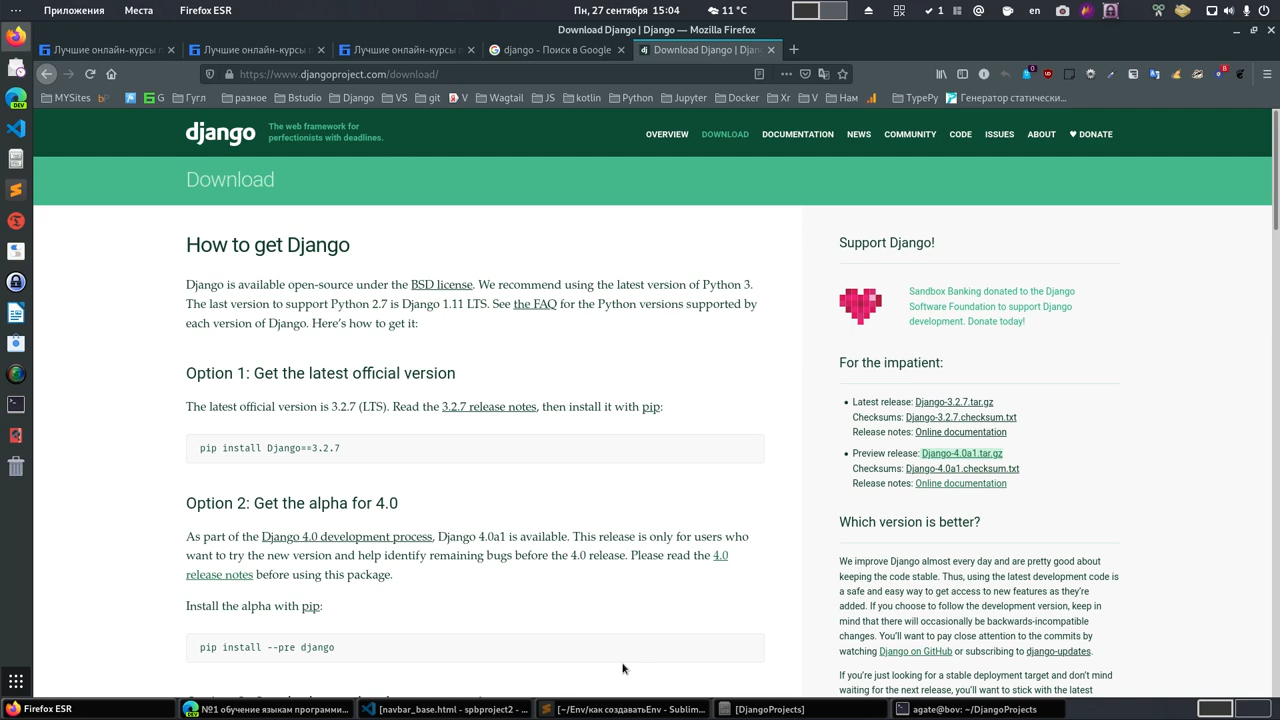 Приложения Места Firefox ESR Пн, 27 сентября 15:04 11 °C 1 en
Download Django | Django — Mozilla Firefox
Лучшие онлайн-курсы Лучшие онлайн-курсы Лучшие онлайн-курсы django - Поиск в Google Download Django | Djan
https://www.djangoproject.com/download/
MYSites G Гугл разное Bstudio Django VS git V Wagtail JS kotlin Python Jupyter Docker Xr V Нам TypePy Генератор статически...
django The web framework for
perfectionists with deadlines.
OVERVIEW DOWNLOAD DOCUMENTATION NEWS COMMUNITY CODE ISSUES ABOUT ♥ DONATE
Download
How to get Django
Django is available open-source under the BSD license. We recommend using the latest version of Python 3.
The last version to support Python 2.7 is Django 1.11 LTS. See the FAQ for the Python versions supported by
each version of Django. Here’s how to get it:
Option 1: Get the latest official version
The latest official version is 3.2.7 (LTS). Read the 3.2.7 release notes, then install it with pip:
pip install Django==3.2.7
Option 2: Get the alpha for 4.0
As part of the Django 4.0 development process, Django 4.0a1 is available. This release is only for users who
want to try the new version and help identify remaining bugs before the 4.0 release. Please read the 4.0
release notes before using this package.
Install the alpha with pip:
pip install --pre django
Support Django!
Sandbox Banking donated to the Django
Software Foundation to support Django
development. Donate today!
For the impatient:
Latest release: Django-3.2.7.tar.gz
Checksums: Django-3.2.7.checksum.txt
Release notes: Online documentation
Preview release: Django-4.0a1.tar.gz
Checksums: Django-4.0a1.checksum.txt
Release notes: Online documentation
Which version is better?
We improve Django almost every day and are pretty good about
keeping the code stable. Thus, using the latest development code is
a safe and easy way to get access to new features as they’re
added. If you choose to follow the development version, keep in
mind that there will occasionally be backwards-incompatible
changes. You’ll want to pay close attention to the commits by
watching Django on GitHub or subscribing to django-updates.
If you’re just looking for a stable deployment target and don’t mind
waiting for the next release, you’ll want to stick with the latest
Firefox ESR №1 обучение языкам программи... [navbar_base.html - spbproject2 - ... [~/Env/как создаватьEnv - Sublim... [DjangoProjects] agate@bov: ~/DjangoProjects